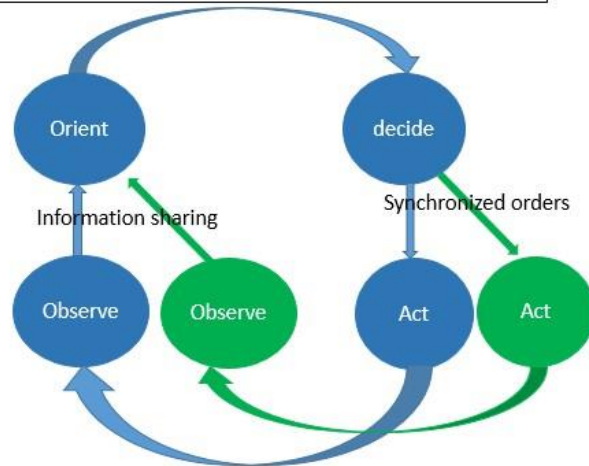 Orient
decide
Information sharing
Synchronized orders
Observe
Observe
Act
Act